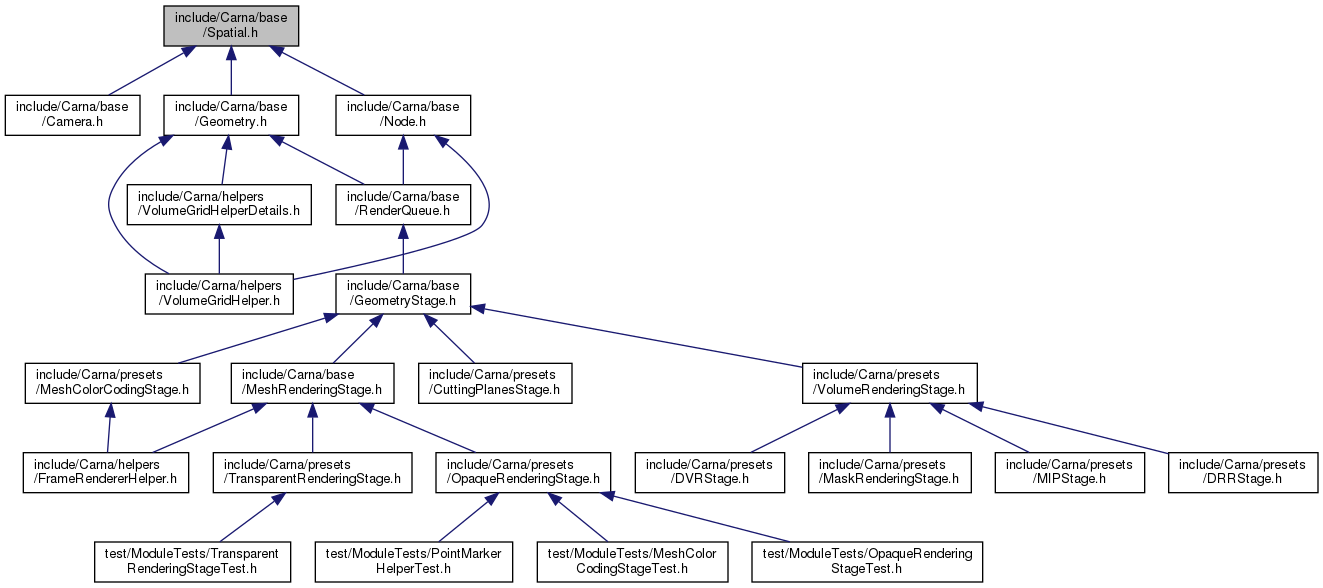 include/Carna/base
/Spatial.h
include/Carna/base
/Camera.h
include/Carna/base
/Geometry.h
include/Carna/base
/Node.h
include/Carna/helpers
/VolumeGridHelperDetails.h
include/Carna/base
/RenderQueue.h
include/Carna/helpers
/VolumeGridHelper.h
include/Carna/base
/GeometryStage.h
include/Carna/presets
/MeshColorCodingStage.h
include/Carna/base
/MeshRenderingStage.h
include/Carna/presets
/CuttingPlanesStage.h
include/Carna/presets
/VolumeRenderingStage.h
include/Carna/helpers
/FrameRendererHelper.h
include/Carna/presets
/TransparentRenderingStage.h
include/Carna/presets
/OpaqueRenderingStage.h
include/Carna/presets
/DVRStage.h
include/Carna/presets
/MaskRenderingStage.h
include/Carna/presets
/MIPStage.h
include/Carna/presets
/DRRStage.h
test/ModuleTests/Transparent
RenderingStageTest.h
test/ModuleTests/PointMarker
HelperTest.h
test/ModuleTests/MeshColor
CodingStageTest.h
test/ModuleTests/OpaqueRendering
StageTest.h